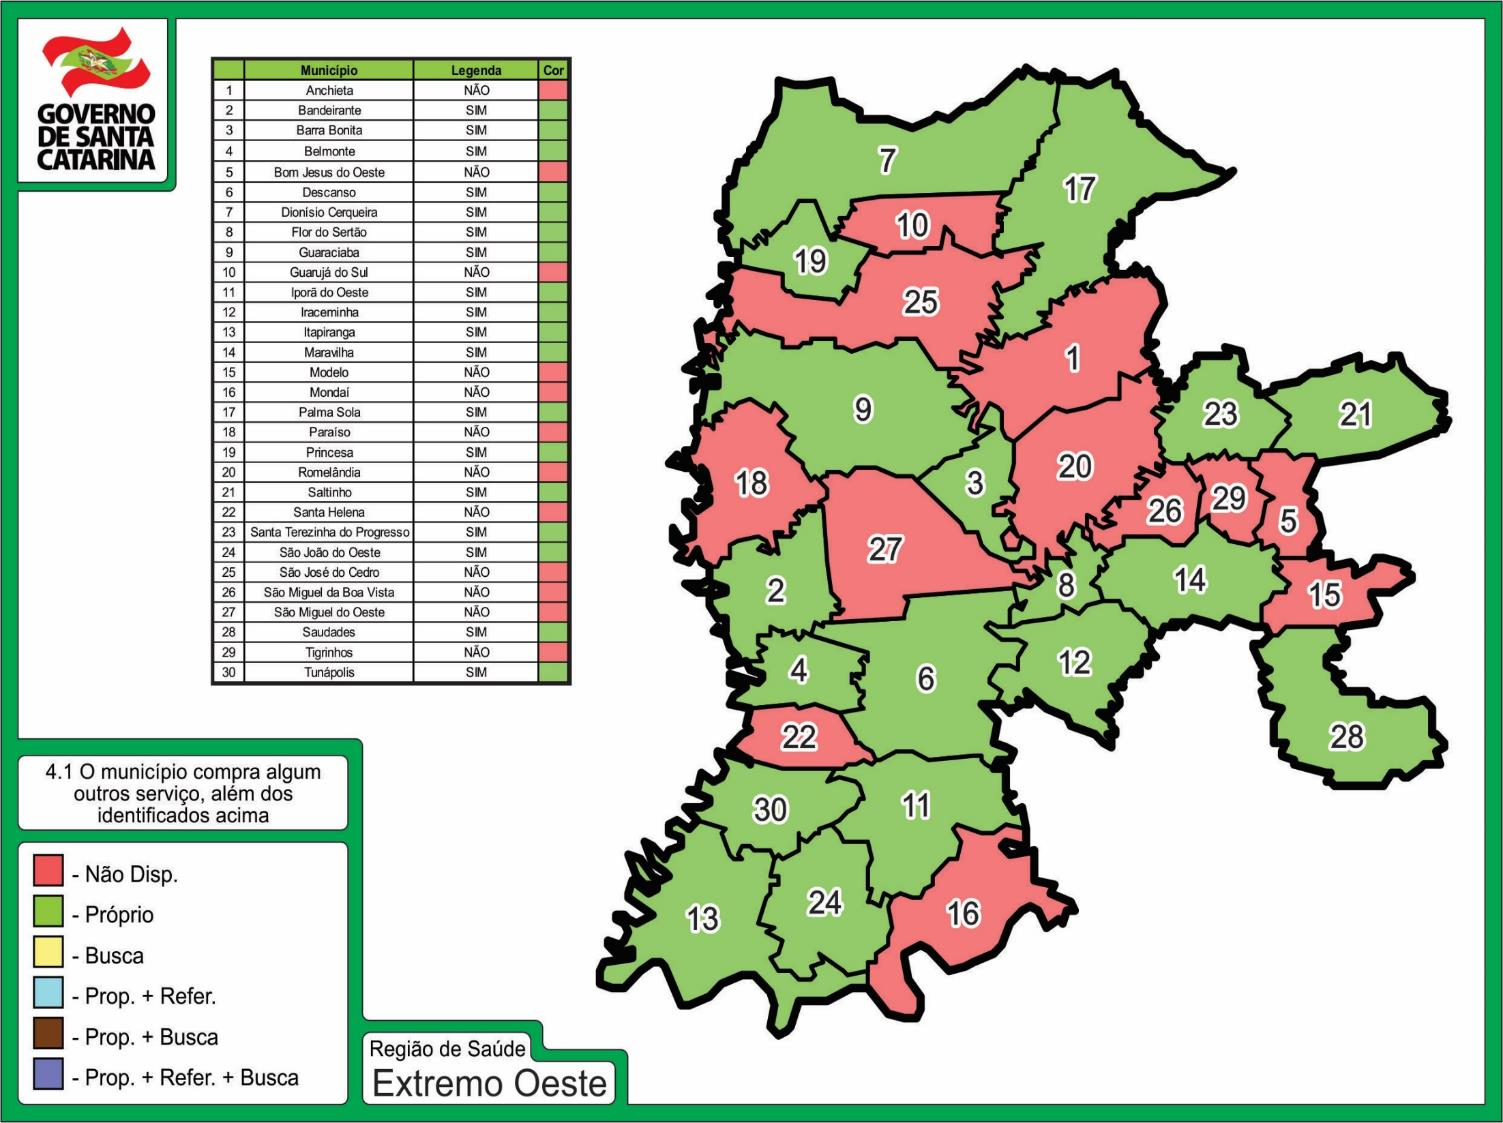 GOVERNO
DE SANTA
CATARINA
Município Legenda Cor
1 Anchieta NÃO
2 Bandeirante SIM
3 Barra Bonita SIM
4 Belmonte SIM
5 Bom Jesus do Oeste NÃO
6 Descanso SIM
7 Dionísio Cerqueira SIM
8 Flor do Sertão SIM
9 Guaraciaba SIM
10 Guarujá do Sul NÃO
11 Iporã do Oeste SIM
12 Iraceminha SIM
13 Itapiranga SIM
14 Maravilha SIM
15 Modelo NÃO
16 Mondaí NÃO
17 Palma Sola SIM
18 Paraíso NÃO
19 Princesa SIM
20 Romelândia NÃO
21 Saltinho SIM
22 Santa Helena NÃO
23 Santa Terezinha do Progresso SIM
24 São João do Oeste SIM
25 São José do Cedro NÃO
26 São Miguel da Boa Vista NÃO
27 São Miguel do Oeste NÃO
28 Saudades SIM
29 Tigrinhos NÃO
30 Tunápolis SIM
7
17
10
19
25
1
9
23
21
20
18
3
26
29
5
27
2
8
14
15
4
6
12
22
28
30
11
24
16
13
4.1 O município compra algum
outros serviço, além dos
identificados acima
- Não Disp.
- Próprio
- Busca
- Prop. + Refer.
- Prop. + Busca
- Prop. + Refer. + Busca
Região de Saúde
Extremo Oeste